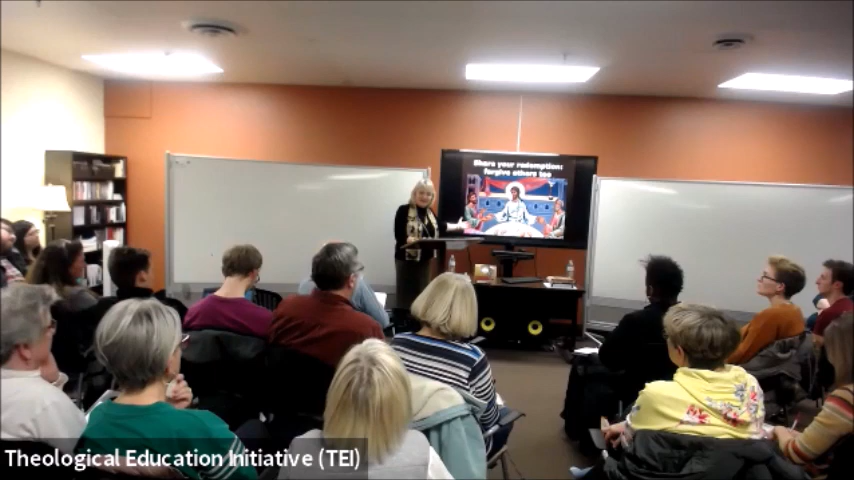 Share your redemption:
forgive others too
Theological Education Initiative (TEI)